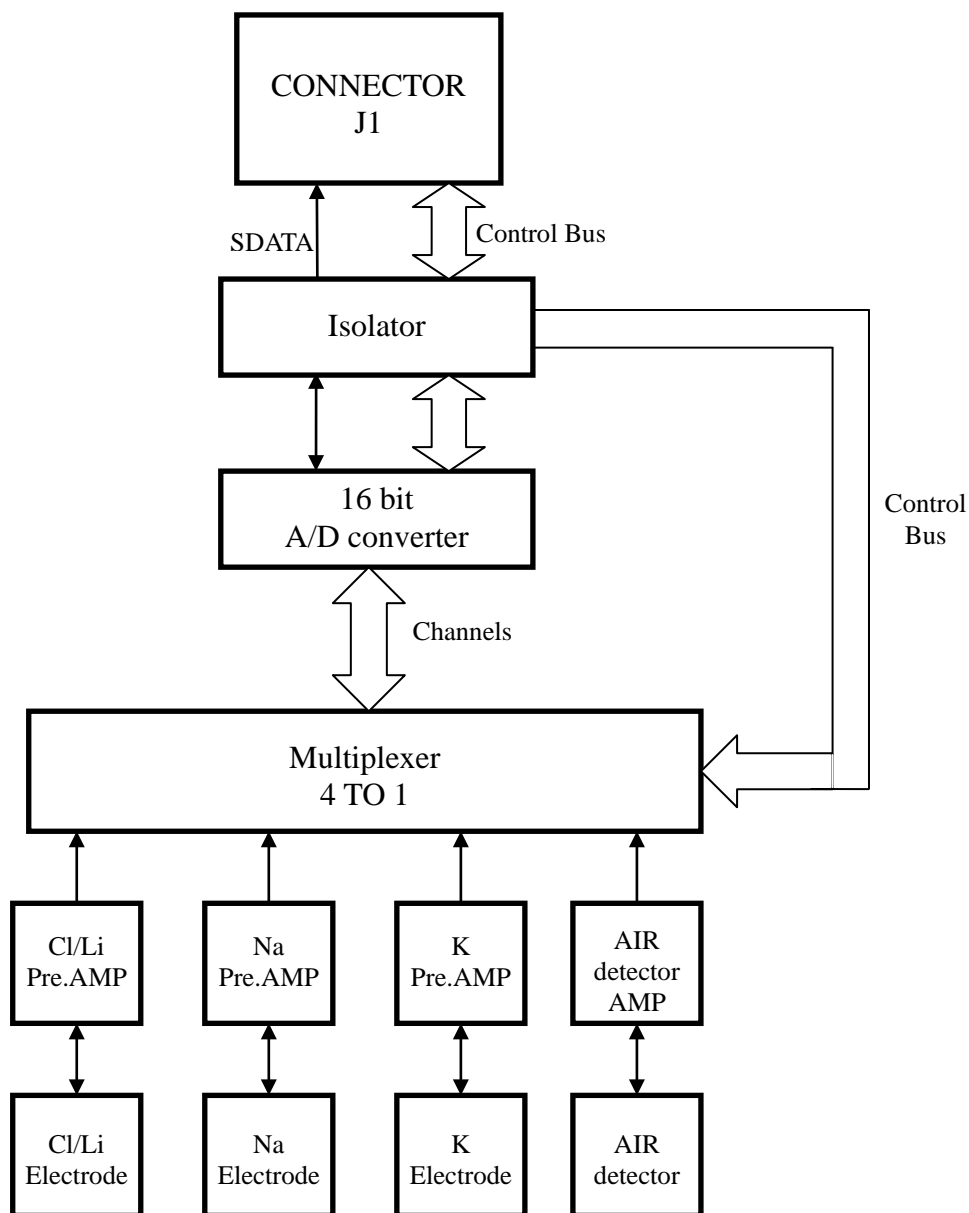 CONNECTOR
J1
SDATA
Control Bus
Isolator
16 bit
A/D converter
Control
Bus
Channels
Multiplexer
4 TO 1
Cl/Li
Pre.AMP
Na
Pre.AMP
K
Pre.AMP
AIR
detector
AMP
Cl/Li
Electrode
Na
Electrode
K
Electrode
AIR
detector